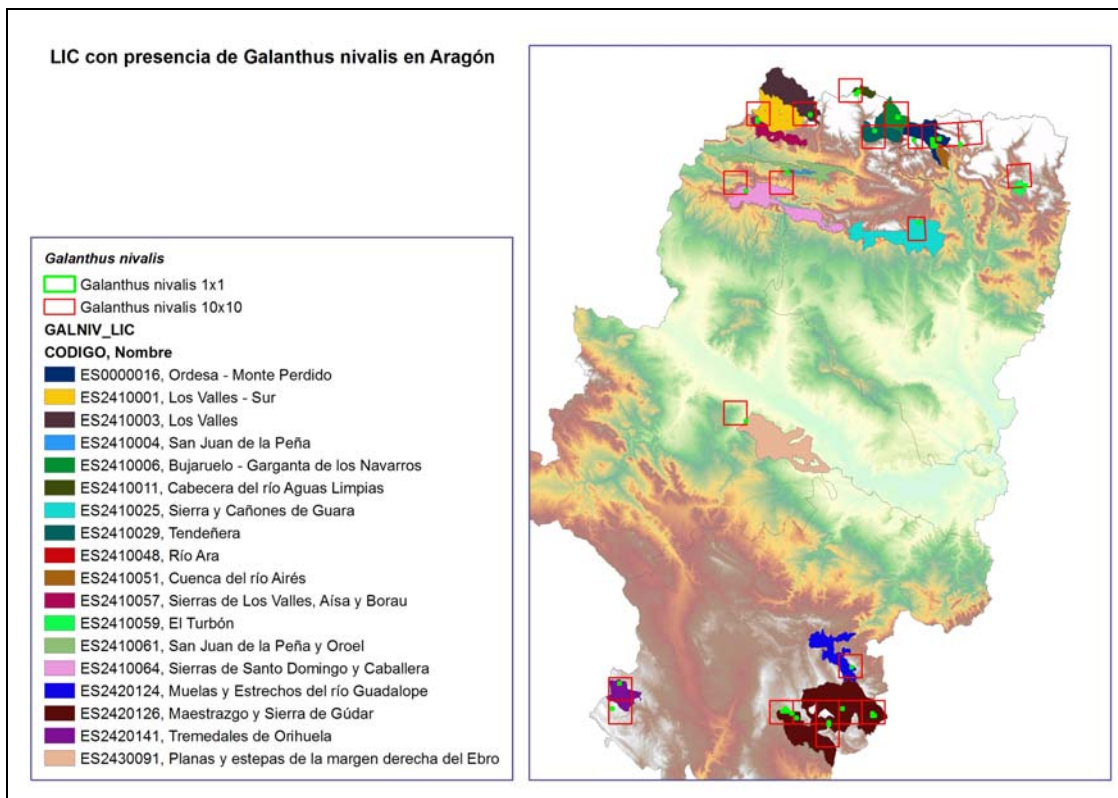 LIC con presencia de Galanthus nivalis en Aragón
Galanthus nivalis
Galanthus nivalis 1x1
Galanthus nivalis 10x10
GALNIV_LIC
CODIGO, Nombre
ES0000016, Ordesa - Monte Perdido
ES2410001, Los Valles - Sur
ES2410003, Los Valles
ES2410004, San Juan de la Peña
ES2410006, Bujaruelo - Garganta de los Navarros
ES2410011, Cabecera del río Aguas Limpias
ES2410025, Sierra y Cañones de Guara
ES2410029, Tendeñera
ES2410048, Río Ara
ES2410051, Cuenca del río Airés
ES2410057, Sierras de Los Valles, Aísa y Borau
ES2410059, El Turbón
ES2410061, San Juan de la Peña y Oroel
ES2410064, Sierras de Santo Domingo y Caballera
ES2420124, Muelas y Estrechos del río Guadalope
ES2420126, Maestrazgo y Sierra de Gúdar
ES2420141, Tremedales de Orihuela
ES2430091, Planas y estepas de la margen derecha del Ebro